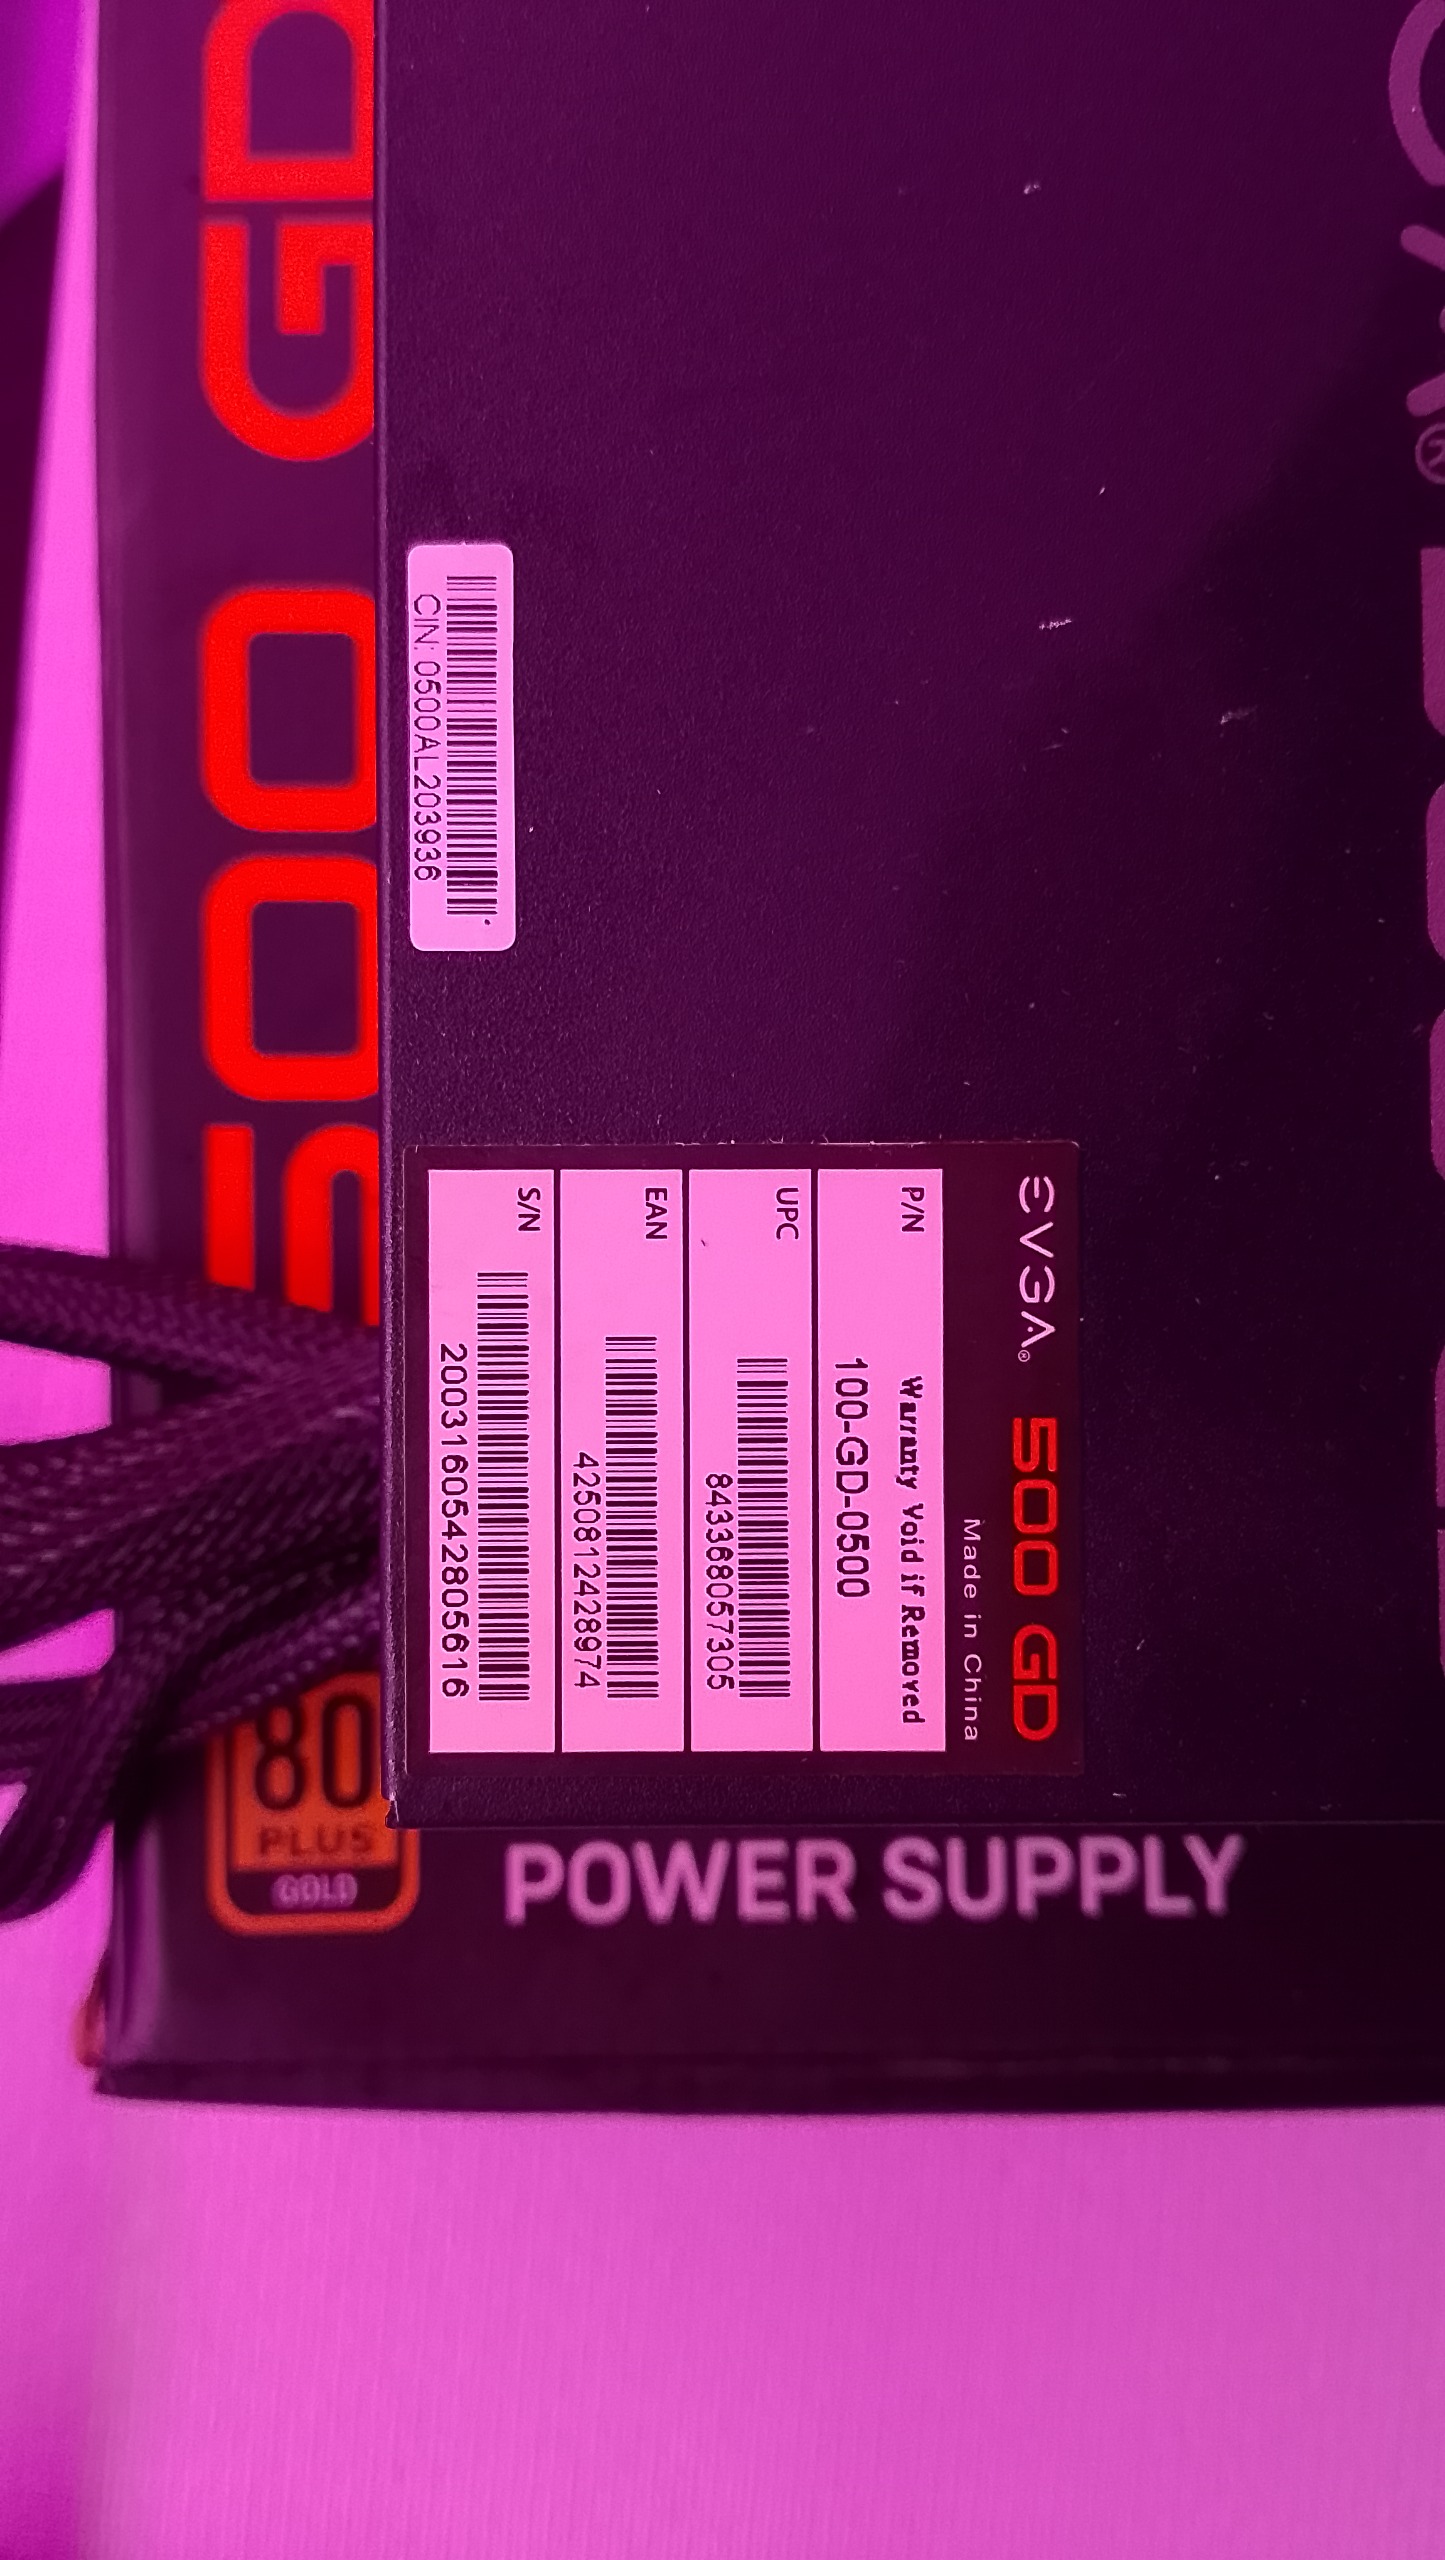 500 GD
CIN: 0500AL203936
EVGA® 500 GD
Made in China
Warranty Void if Removed
P/N
100-GD-0500
UPC
843368057305
EAN
4250812428974
S/N
2003160542805616
80
PLUS
GOLD
POWER SUPPLY